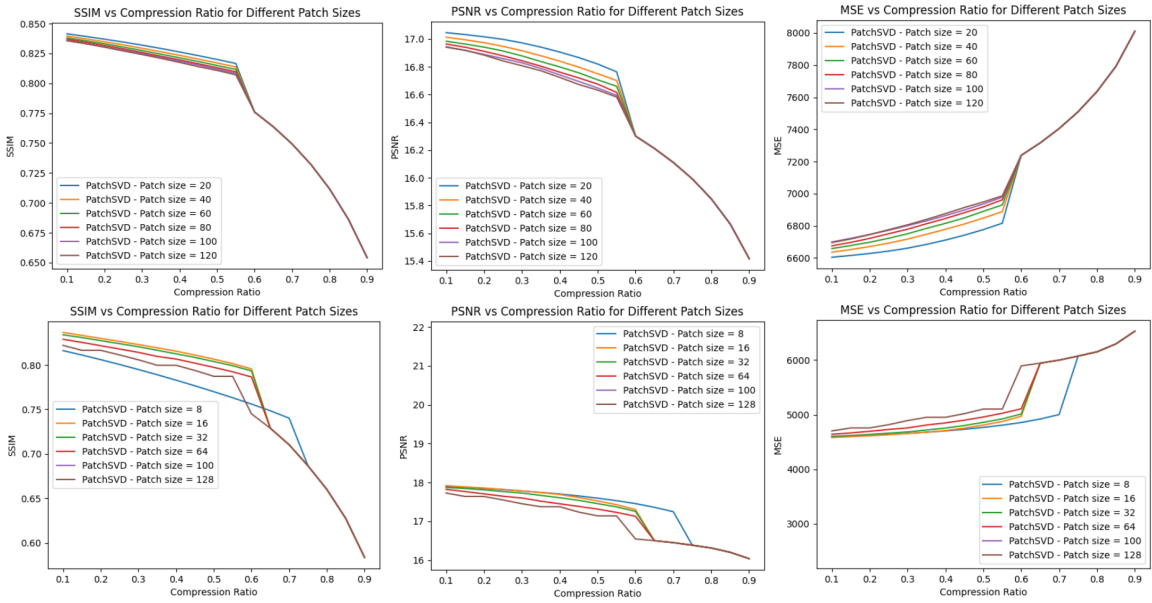 SSIM vs Compression Ratio for Different Patch Sizes
0.850
0.825
0.800
0.775
0.750
0.725
0.700
0.675
0.650
SSIM
PatchSVD - Patch size = 20
PatchSVD - Patch size = 40
PatchSVD - Patch size = 60
PatchSVD - Patch size = 80
PatchSVD - Patch size = 100
PatchSVD - Patch size = 120
0.1 0.2 0.3 0.4 0.5 0.6 0.7 0.8 0.9
Compression Ratio
PSNR vs Compression Ratio for Different Patch Sizes
17.0
16.8
16.6
16.4
16.2
16.0
15.8
15.6
15.4
PSNR
PatchSVD - Patch size = 20
PatchSVD - Patch size = 40
PatchSVD - Patch size = 60
PatchSVD - Patch size = 80
PatchSVD - Patch size = 100
PatchSVD - Patch size = 120
0.1 0.2 0.3 0.4 0.5 0.6 0.7 0.8 0.9
Compression Ratio
MSE vs Compression Ratio for Different Patch Sizes
8000
7800
7600
7400
7200
7000
6800
6600
MSE
PatchSVD - Patch size = 20
PatchSVD - Patch size = 40
PatchSVD - Patch size = 60
PatchSVD - Patch size = 80
PatchSVD - Patch size = 100
PatchSVD - Patch size = 120
0.1 0.2 0.3 0.4 0.5 0.6 0.7 0.8 0.9
Compression Ratio
SSIM vs Compression Ratio for Different Patch Sizes
0.80
0.75
0.70
0.65
0.60
SSIM
PatchSVD - Patch size = 8
PatchSVD - Patch size = 16
PatchSVD - Patch size = 32
PatchSVD - Patch size = 64
PatchSVD - Patch size = 100
PatchSVD - Patch size = 128
0.1 0.2 0.3 0.4 0.5 0.6 0.7 0.8 0.9
Compression Ratio
PSNR vs Compression Ratio for Different Patch Sizes
22
21
20
19
18
17
16
PSNR
PatchSVD - Patch size = 8
PatchSVD - Patch size = 16
PatchSVD - Patch size = 32
PatchSVD - Patch size = 64
PatchSVD - Patch size = 100
PatchSVD - Patch size = 128
0.1 0.2 0.3 0.4 0.5 0.6 0.7 0.8 0.9
Compression Ratio
MSE vs Compression Ratio for Different Patch Sizes
6000
5000
4000
3000
MSE
PatchSVD - Patch size = 8
PatchSVD - Patch size = 16
PatchSVD - Patch size = 32
PatchSVD - Patch size = 64
PatchSVD - Patch size = 100
PatchSVD - Patch size = 128
0.1 0.2 0.3 0.4 0.5 0.6 0.7 0.8 0.9
Compression Ratio